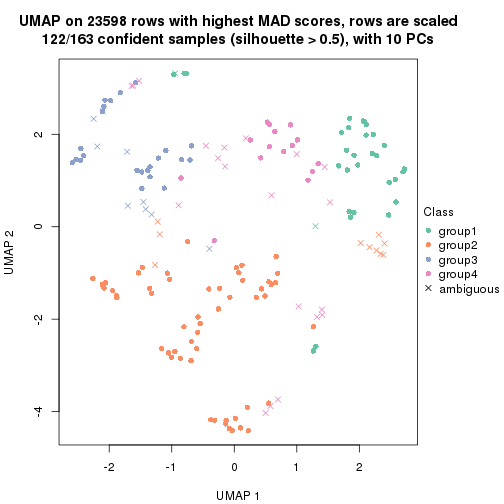 UMAP on 23598 rows with highest MAD scores, rows are scaled
122/163 confident samples (silhouette > 0.5), with 10 PCs
2
0
-2
-4
UMAP 2
-2
-1
0
1
2
UMAP 1
Class
group1
group2
group3
group4
ambiguous